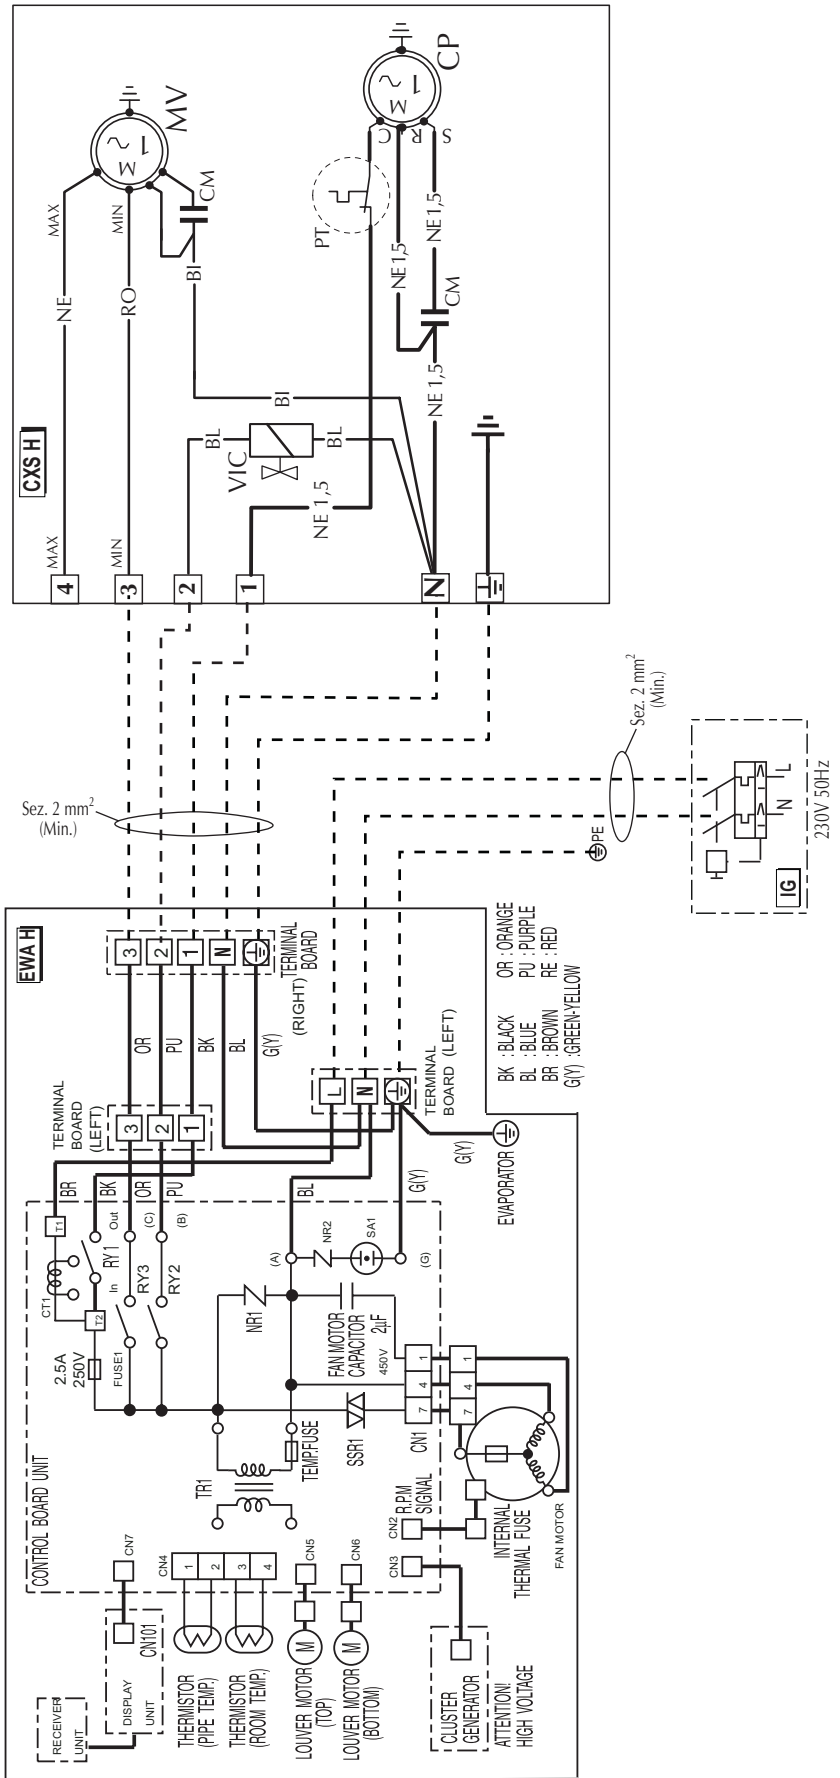 CXS H
MV
M
1
CM
MAX
MIN
NE
RO
BI
CP
M
1
C
R
S
PT
NE 1,5
NE 1,5
CM
NE 1,5
BI
BL
VIC
BL
NE 1,5
MAX
MIN
4
3
2
1
N
Sez. 2 mm²
(Min.)
Sez. 2 mm²
(Min.)
PE
L
N
IG
230V 50Hz
EWA H
3
2
1
N
TERMINAL
BOARD
(RIGHT)
OR
PU
BK
BL
G(Y)
TERMINAL
BOARD
(LEFT)
3
2
1
L
N
TERMINAL
BOARD (LEFT)
BK : BLACK
BL : BLUE
BR : BROWN
G(Y) : GREEN-YELLOW
OR : ORANGE
PU : PURPLE
RE : RED
BR
BK
OR
PU
BL
G(Y)
G(Y)
EVAPORATOR
T1
CT1
T2
RY1
Out
(C)
(B)
In
RY3
RY2
2.5A
250V
FUSE1
(A)
NR2
SA1
(G)
NR1
FAN MOTOR
CAPACITOR
2µF
450V
1
4
7
CN1
1
4
7
SSR1
TEMP.FUSE
TR1
CONTROL BOARD UNIT
R.P.M
SIGNAL
CN2
CN3
INTERNAL
THERMAL FUSE
FAN MOTOR
CN7
CN4
1
2
3
4
CN5
CN6
CN101
DISPLAY
UNIT
RECEIVER
UNIT
THERMISTOR
(PIPE TEMP.)
THERMISTOR
(ROOM TEMP.)
M
LOUVER MOTOR
(TOP)
M
LOUVER MOTOR
(BOTTOM)
CLUSTER
GENERATOR
ATTENTION!
HIGH VOLTAGE